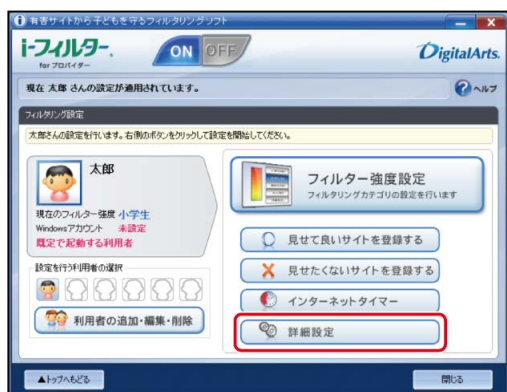 有害サイトから子どもを守るフィルタリングソフト
i-フィルター.
for プロバイダー
ON OFF
DigitalArts.
現在 太郎 さんの設定が適用されています。
ヘルプ
フィルタリング設定
太郎さんの設定を行います。右側のボタンをクリックして設定を開始してください。
太郎
現在のフィルター強度 小学生
Windowsアカウント 未設定
既定で起動する利用者
設定を行う利用者の選択
利用者の追加・編集・削除
フィルター強度設定
フィルタリングカテゴリの設定を行います
見せて良いサイトを登録する
見せたくないサイトを登録する
インターネットタイマー
詳細設定
▲トップへもどる
閉じる